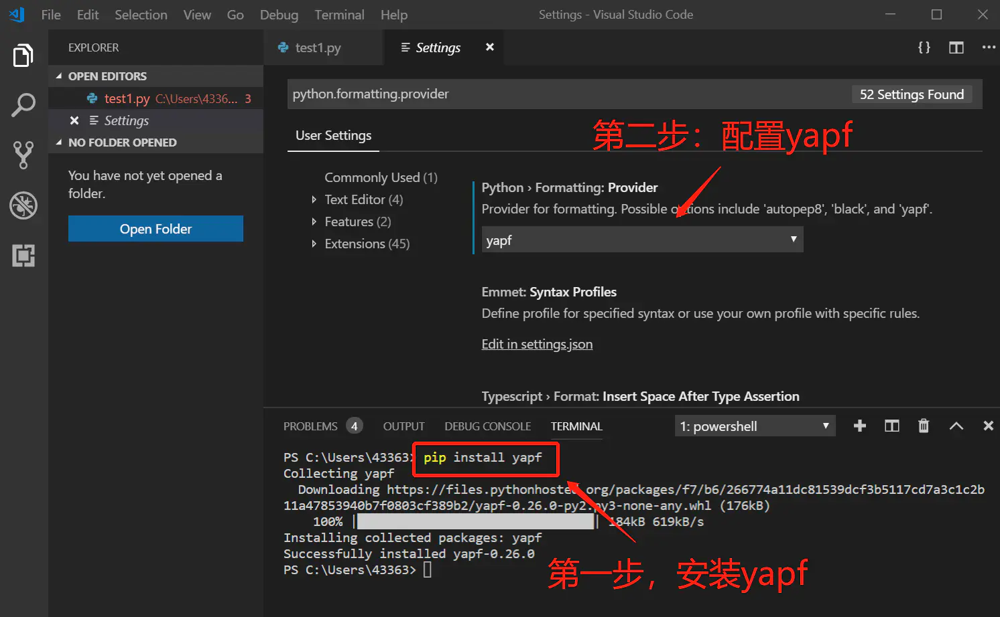 File Edit Selection View Go Debug Terminal Help
Settings - Visual Studio Code
EXPLORER
OPEN EDITORS
test1.py C:\Users\4336... 3
Settings
NO FOLDER OPENED
You have not yet opened a
folder.
Open Folder
test1.py
Settings
python.formatting.provider
52 Settings Found
User Settings
第二步：配置yapf
Commonly Used (1)
Text Editor (4)
Features (2)
Extensions (45)
Python › Formatting: Provider
Provider for formatting. Possible options include 'autopep8', 'black', and 'yapf'.
yapf
Emmet: Syntax Profiles
Define profile for specified syntax or use your own profile with specific rules.
Edit in settings.json
Typescript › Format: Insert Space After Type Assertion
PROBLEMS 4 OUTPUT DEBUG CONSOLE TERMINAL
1: powershell
PS C:\Users\43363> pip install yapf
Collecting yapf
Downloading https://files.pythonhosted.org/packages/f7/b6/266774a11dc81539dcf3b5117cd7a3c1c2b
11a47853940b7f0803cf389b2/yapf-0.26.0-py2.py3-none-any.whl (176kB)
100% | | 184kB 619kB/s
Installing collected packages: yapf
Successfully installed yapf-0.26.0
PS C:\Users\43363>
第一步，安装yapf